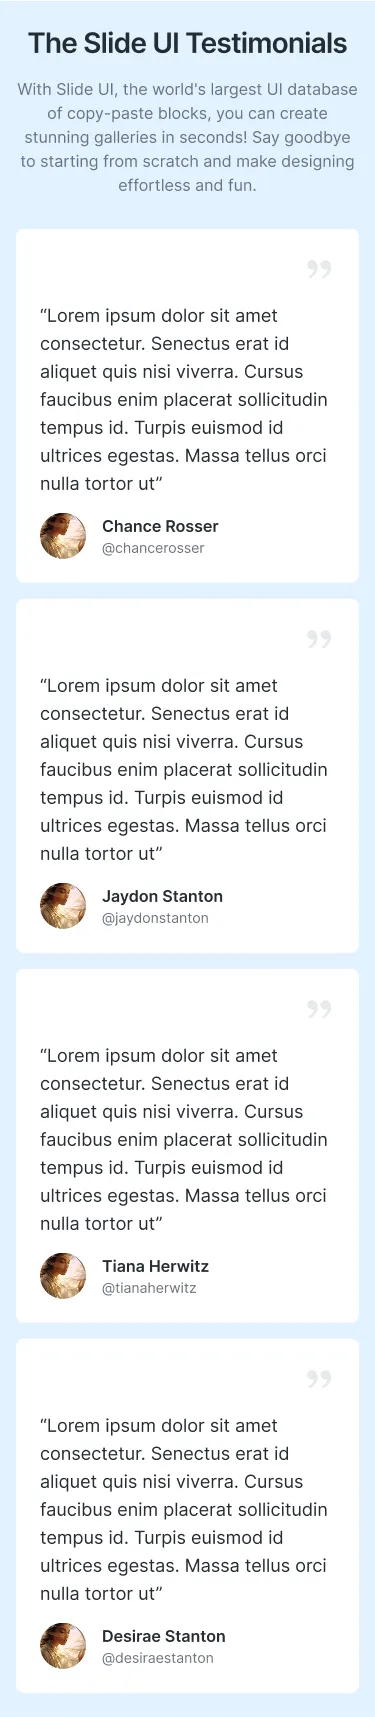 The Slide UI Testimonials
With Slide UI, the world's largest UI database
of copy-paste blocks, you can create
stunning galleries in seconds! Say goodbye
to starting from scratch and make designing
effortless and fun.
”
“Lorem ipsum dolor sit amet
consectetur. Senectus erat id
aliquet quis nisi viverra. Cursus
faucibus enim placerat sollicitudin
tempus id. Turpis euismod id
ultrices egestas. Massa tellus orci
nulla tortor ut”
Chance Rosser
@chancerosser
”
“Lorem ipsum dolor sit amet
consectetur. Senectus erat id
aliquet quis nisi viverra. Cursus
faucibus enim placerat sollicitudin
tempus id. Turpis euismod id
ultrices egestas. Massa tellus orci
nulla tortor ut”
Jaydon Stanton
@jaydonstanton
”
“Lorem ipsum dolor sit amet
consectetur. Senectus erat id
aliquet quis nisi viverra. Cursus
faucibus enim placerat sollicitudin
tempus id. Turpis euismod id
ultrices egestas. Massa tellus orci
nulla tortor ut”
Tiana Herwitz
@tianaherwitz
”
“Lorem ipsum dolor sit amet
consectetur. Senectus erat id
aliquet quis nisi viverra. Cursus
faucibus enim placerat sollicitudin
tempus id. Turpis euismod id
ultrices egestas. Massa tellus orci
nulla tortor ut”
Desirae Stanton
@desiraestanton